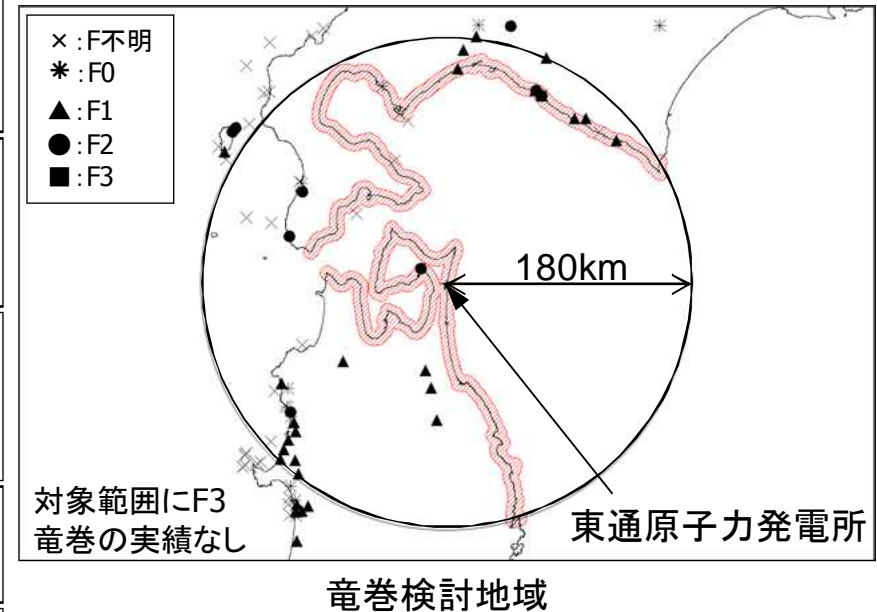 ×:F不明
＊:F0
▲:F1
●:F2
■:F3
180km
対象範囲にF3
竜巻の実績なし
東通原子力発電所
竜巻検討地域